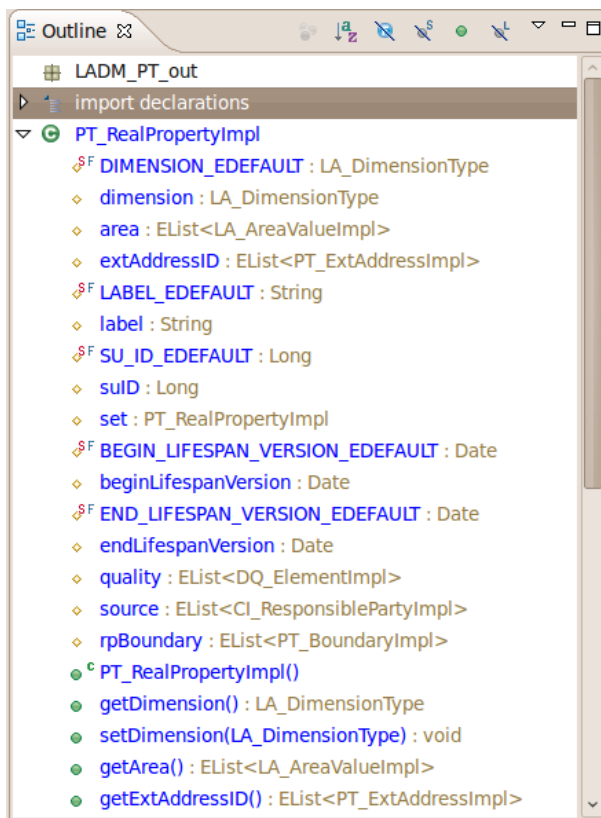 Outline
LADM_PT_out
import declarations
PT_RealPropertyImpl
DIMENSION_EDEFAULT : LA_DimensionType
dimension : LA_DimensionType
area : EList<LA_AreaValueImpl>
extAddressID : EList<PT_ExtAddressImpl>
LABEL_EDEFAULT : String
label : String
SU_ID_EDEFAULT : Long
suID : Long
set : PT_RealPropertyImpl
BEGIN_LIFESPAN_VERSION_EDEFAULT : Date
beginLifespanVersion : Date
END_LIFESPAN_VERSION_EDEFAULT : Date
endLifespanVersion : Date
quality : EList<DQ_ElementImpl>
source : EList<CI_ResponsiblePartyImpl>
rpBoundary : EList<PT_BoundaryImpl>
PT_RealPropertyImpl()
getDimension() : LA_DimensionType
setDimension(LA_DimensionType) : void
getArea() : EList<LA_AreaValueImpl>
getExtAddressID() : EList<PT_ExtAddressImpl>